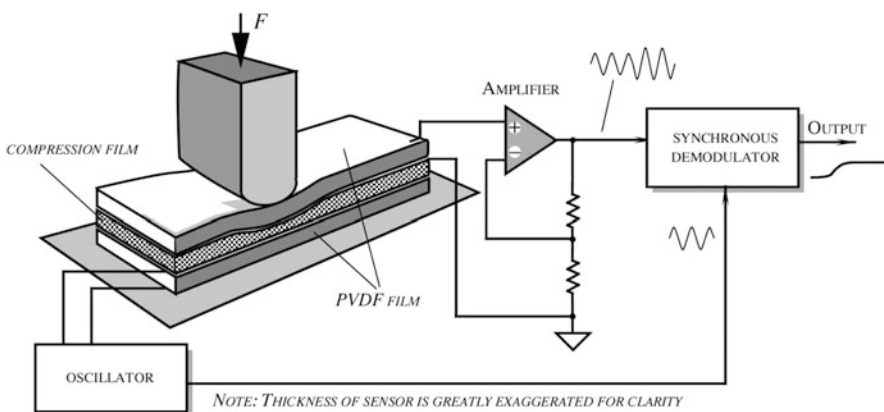 F
AMPLIFIER
COMPRESSION FILM
+
−
SYNCHRONOUS
DEMODULATOR
OUTPUT
PVDF FILM
OSCILLATOR
NOTE: THICKNESS OF SENSOR IS GREATLY EXAGGERATED FOR CLARITY